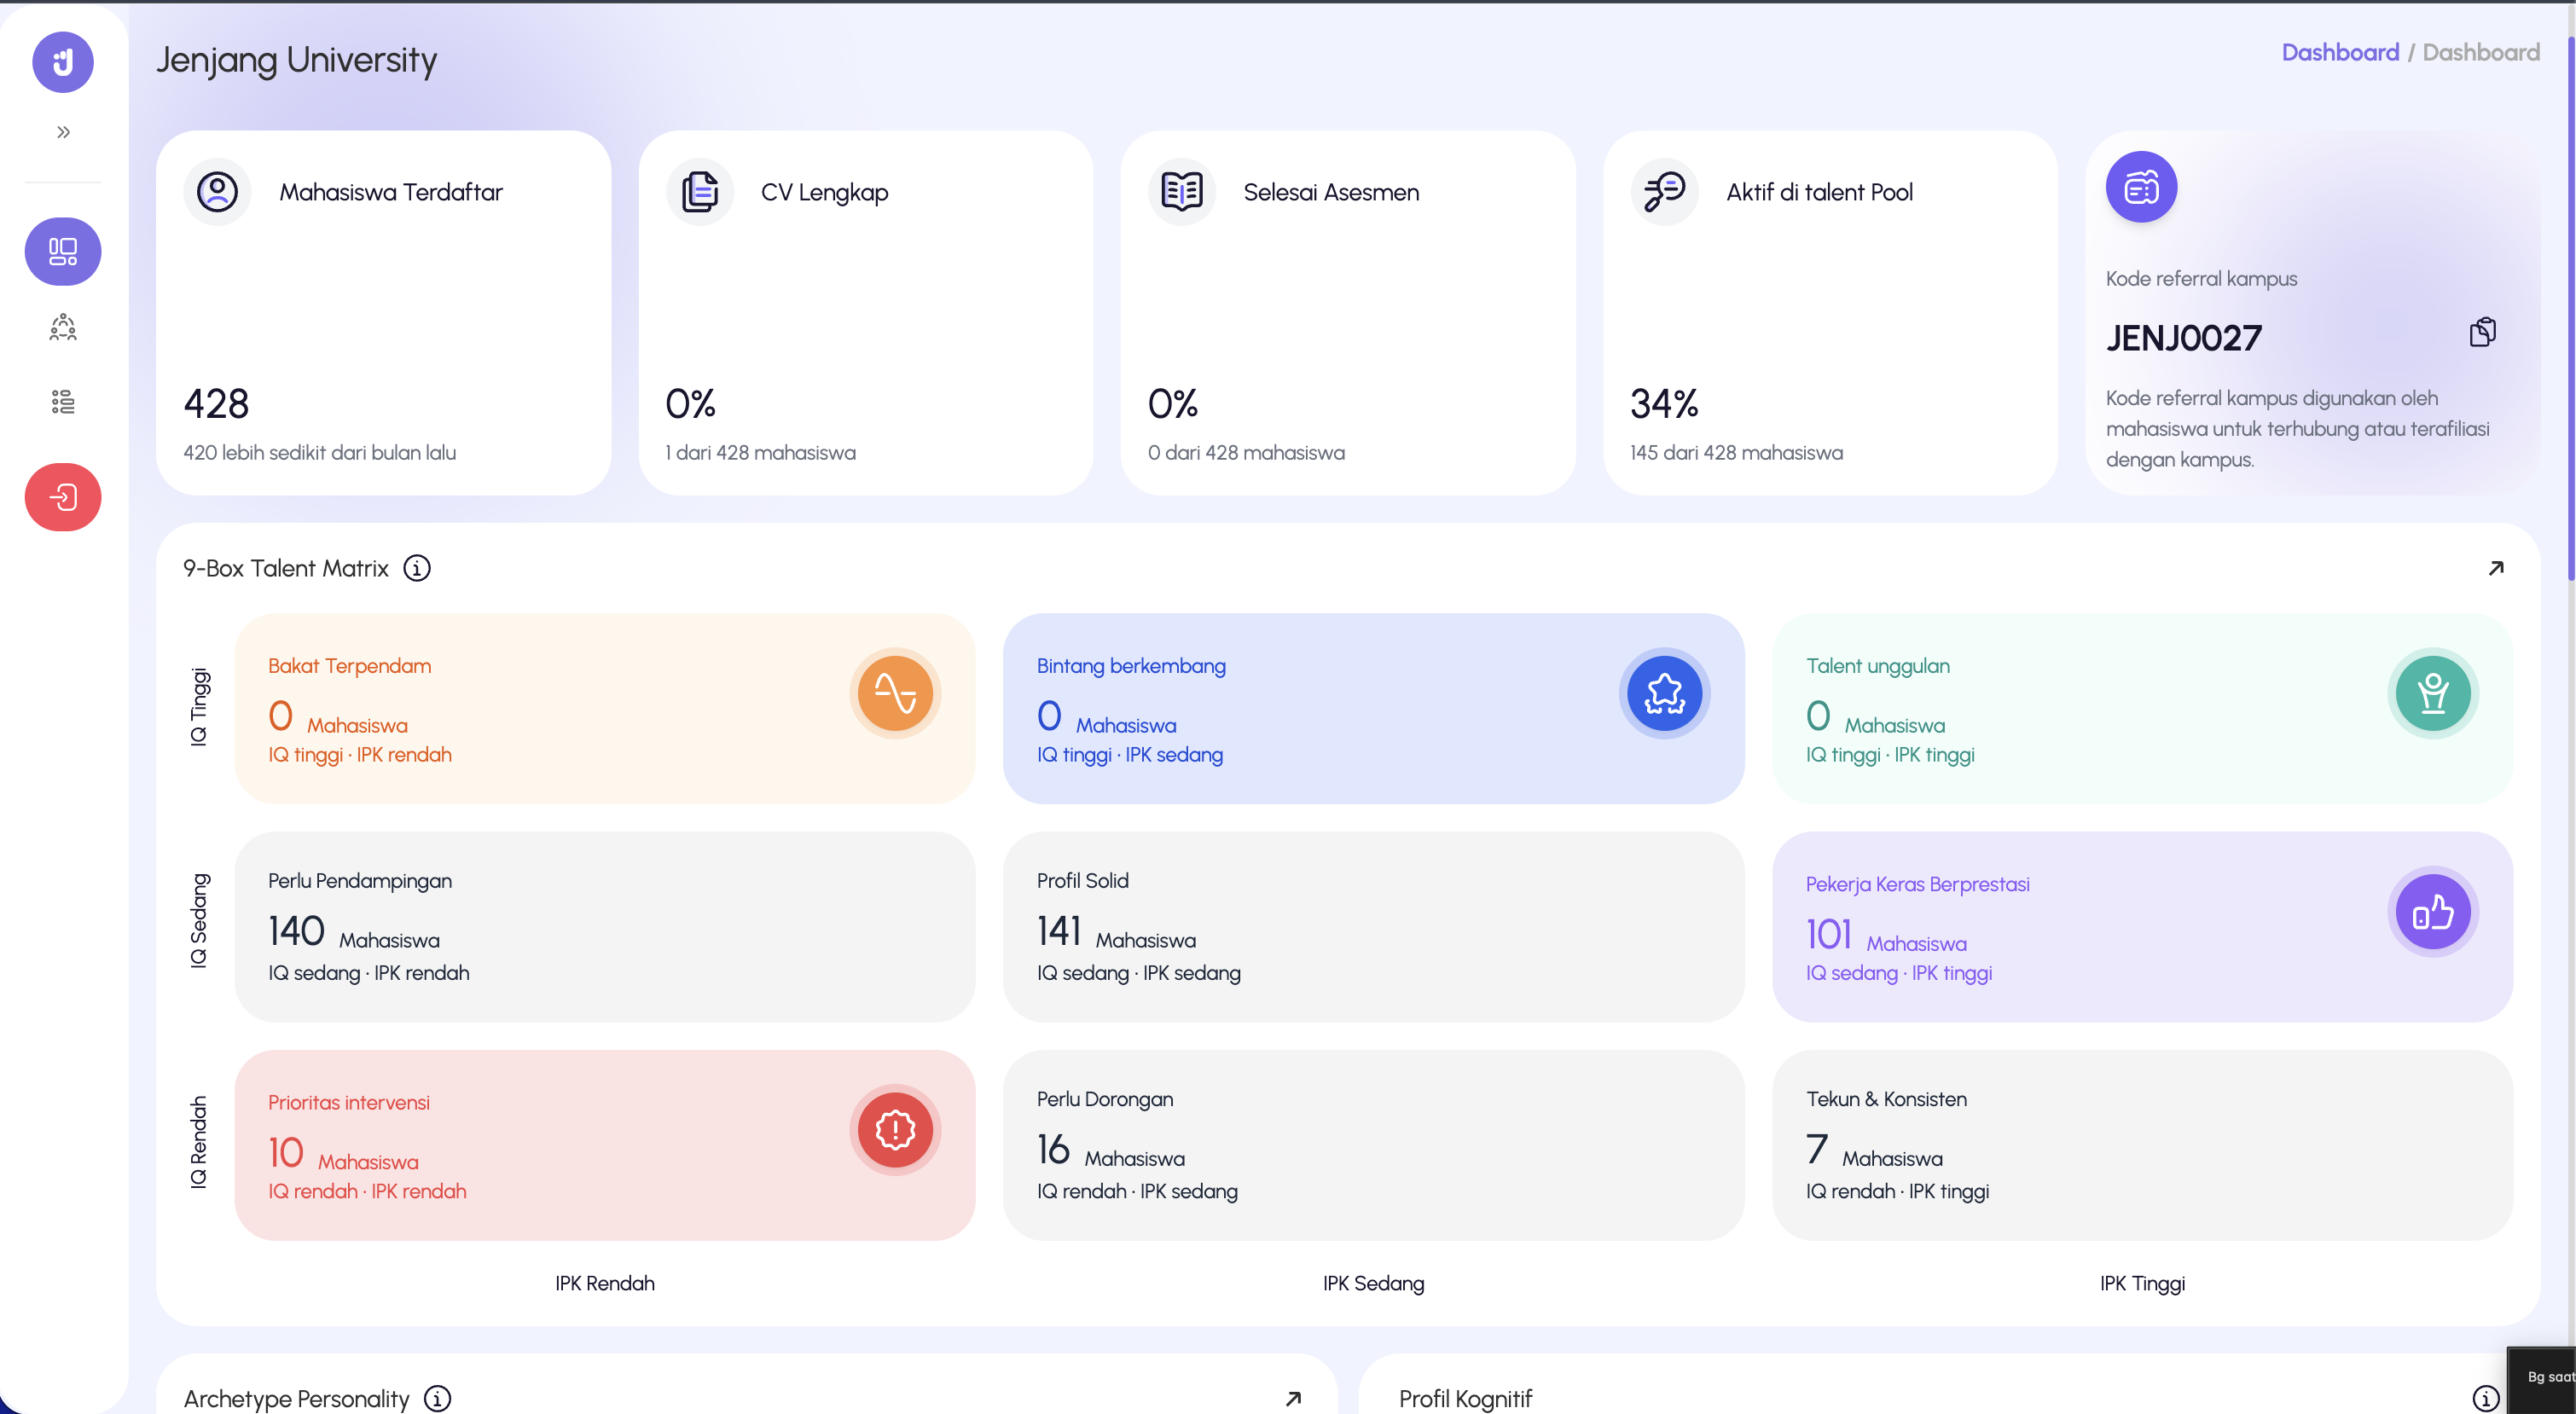 Jenjang University
Dashboard / Dashboard
Mahasiswa Terdaftar
428
420 lebih sedikit dari bulan lalu
CV Lengkap
0%
1 dari 428 mahasiswa
Selesai Asesmen
0%
0 dari 428 mahasiswa
Aktif di talent Pool
34%
145 dari 428 mahasiswa
Kode referral kampus
JENJ0027
Kode referral kampus digunakan oleh
mahasiswa untuk terhubung atau terafiliasi
dengan kampus.
9-Box Talent Matrix
IQ Tinggi
Bakat Terpendam
0 Mahasiswa
IQ tinggi · IPK rendah
Bintang berkembang
0 Mahasiswa
IQ tinggi · IPK sedang
Talent unggulan
0 Mahasiswa
IQ tinggi · IPK tinggi
IQ Sedang
Perlu Pendampingan
140 Mahasiswa
IQ sedang · IPK rendah
Profil Solid
141 Mahasiswa
IQ sedang · IPK sedang
Pekerja Keras Berprestasi
101 Mahasiswa
IQ sedang · IPK tinggi
IQ Rendah
Prioritas intervensi
10 Mahasiswa
IQ rendah · IPK rendah
Perlu Dorongan
16 Mahasiswa
IQ rendah · IPK sedang
Tekun & Konsisten
7 Mahasiswa
IQ rendah · IPK tinggi
IPK Rendah
IPK Sedang
IPK Tinggi
Archetype Personality
Profil Kognitif
Bg saat